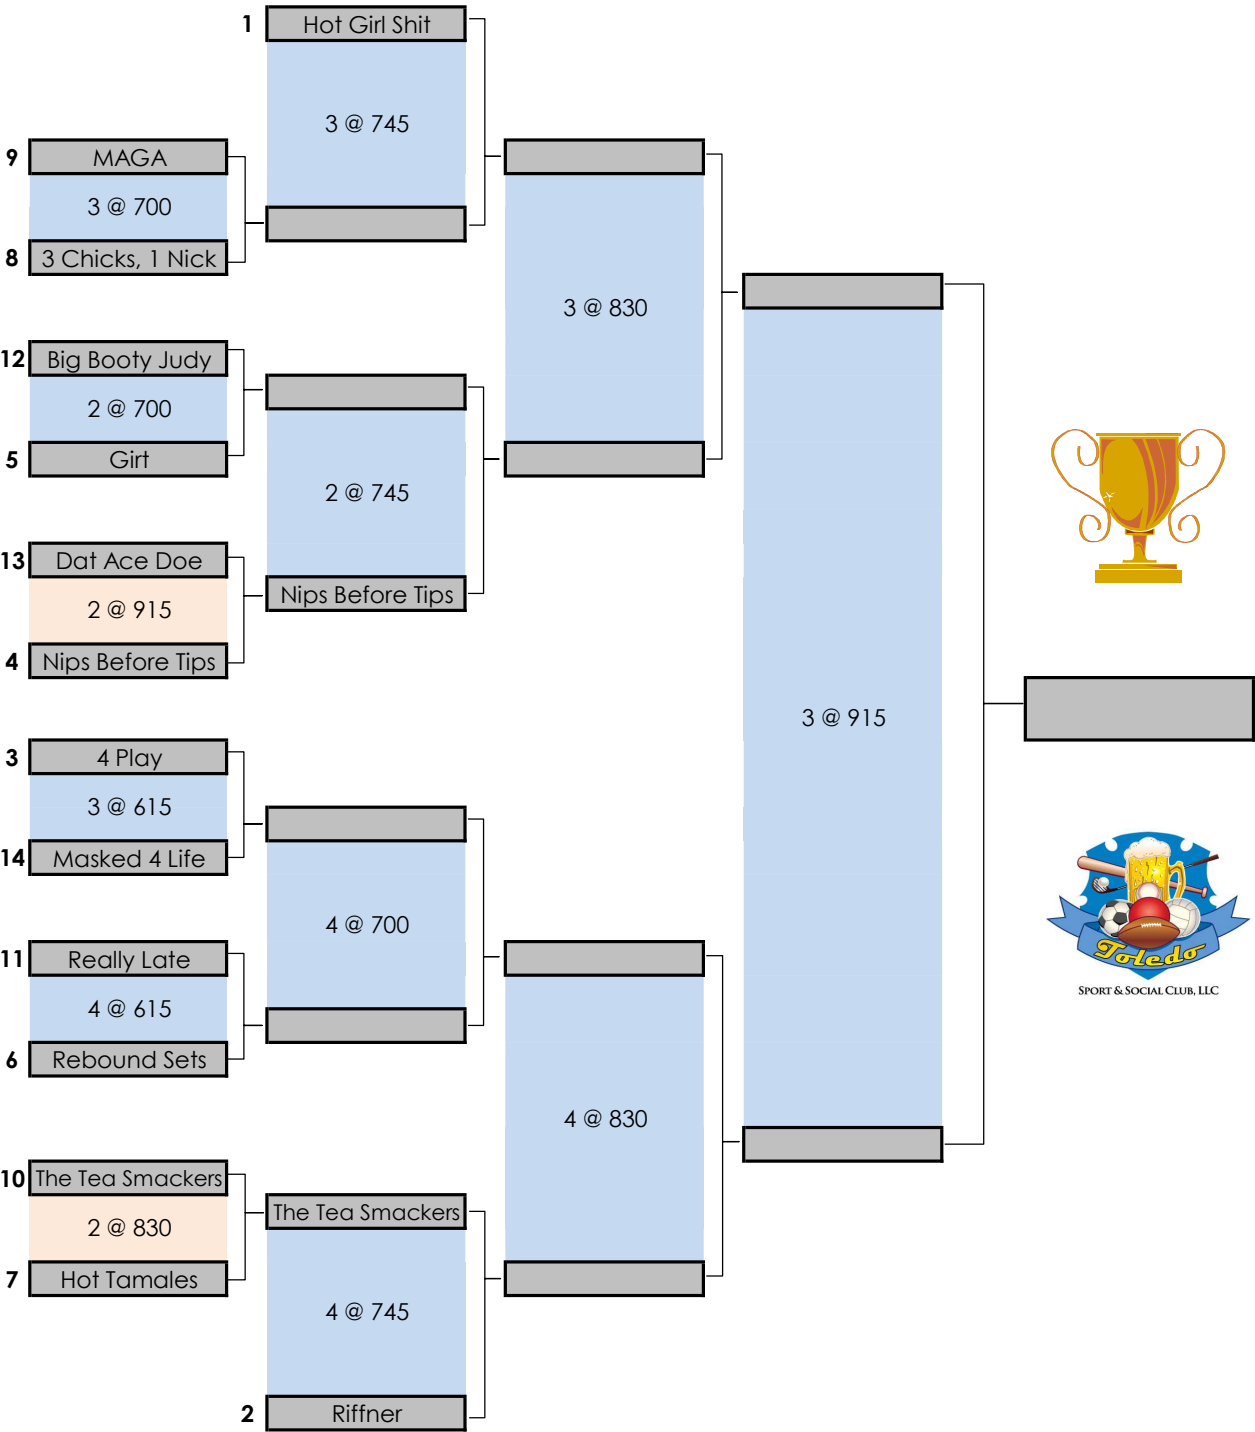 1 Hot Girl Shit
3 @ 745
9 MAGA
3 @ 700
8 3 Chicks, 1 Nick
3 @ 830
12 Big Booty Judy
2 @ 700
5 Girt
2 @ 745
13 Dat Ace Doe
2 @ 915
Nips Before Tips
4 Nips Before Tips
3 @ 915
3 4 Play
3 @ 615
14 Masked 4 Life
4 @ 700
11 Really Late
4 @ 615
6 Rebound Sets
Toledo
SPORT & SOCIAL CLUB, LLC
4 @ 830
10 The Tea Smackers
2 @ 830
7 Hot Tamales
The Tea Smackers
4 @ 745
2 Riffner